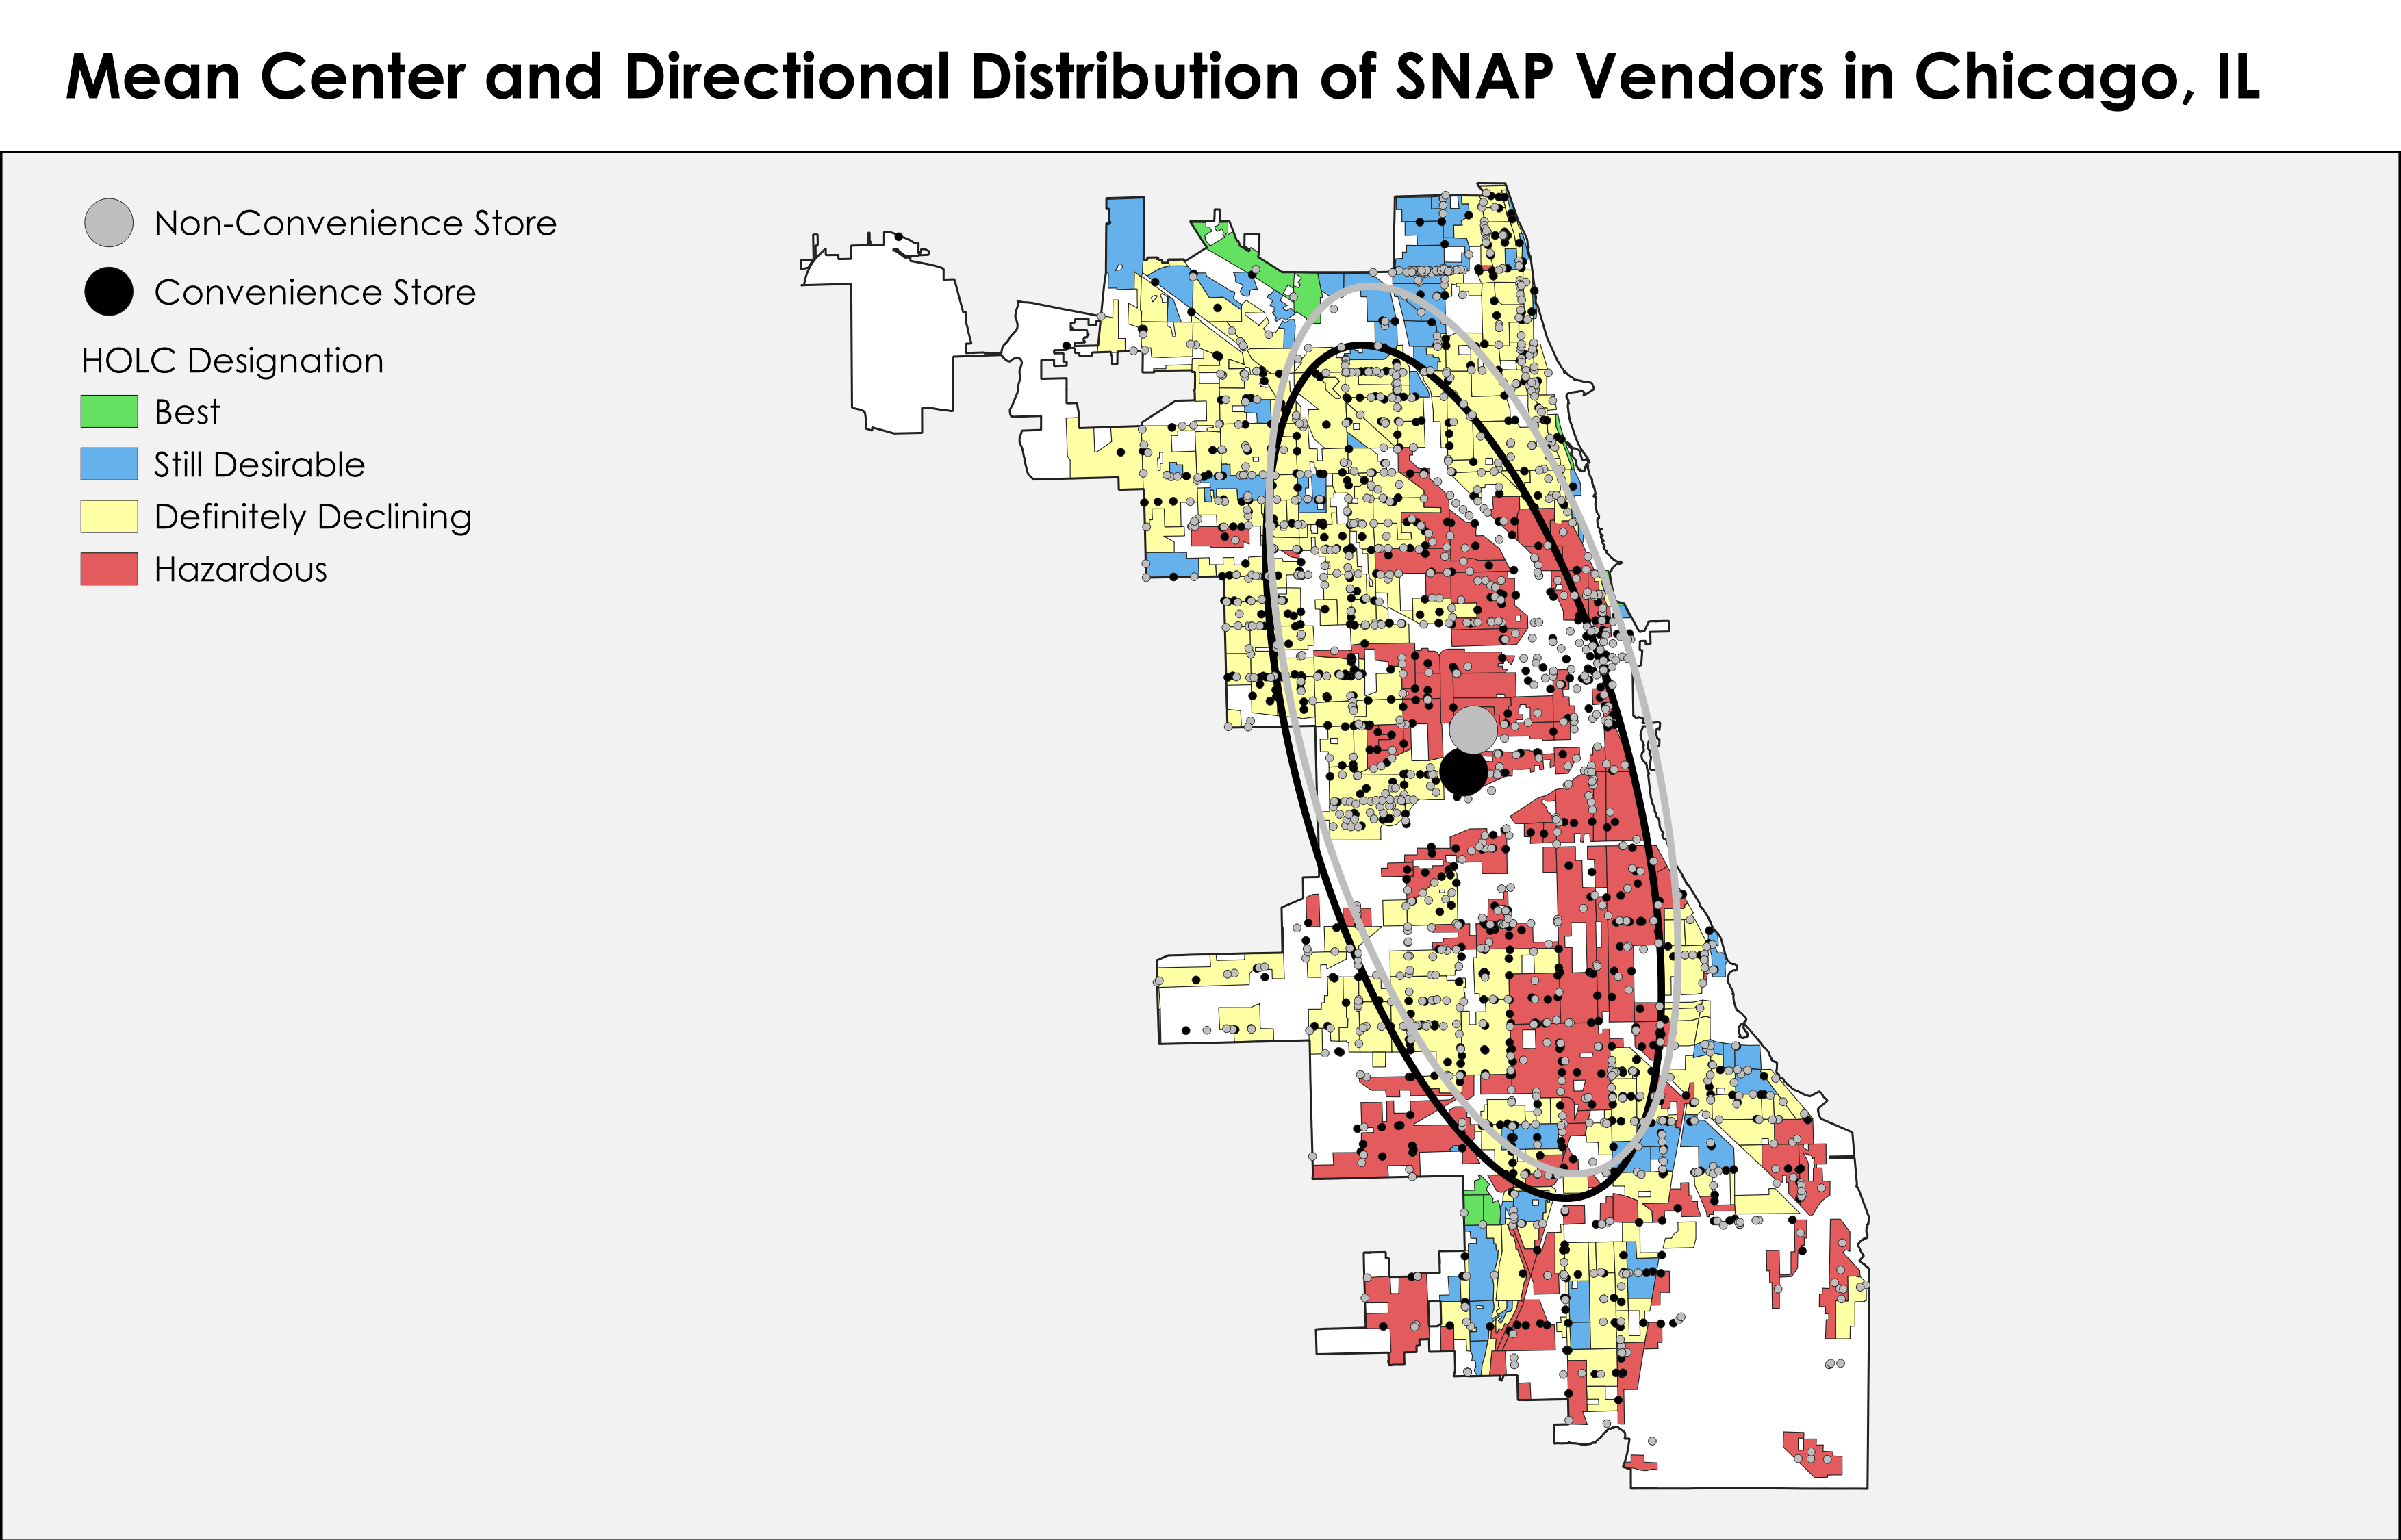 Mean Center and Directional Distribution of SNAP Vendors in Chicago, IL
Non-Convenience Store
Convenience Store
HOLC Designation
Best
Still Desirable
Definitely Declining
Hazardous